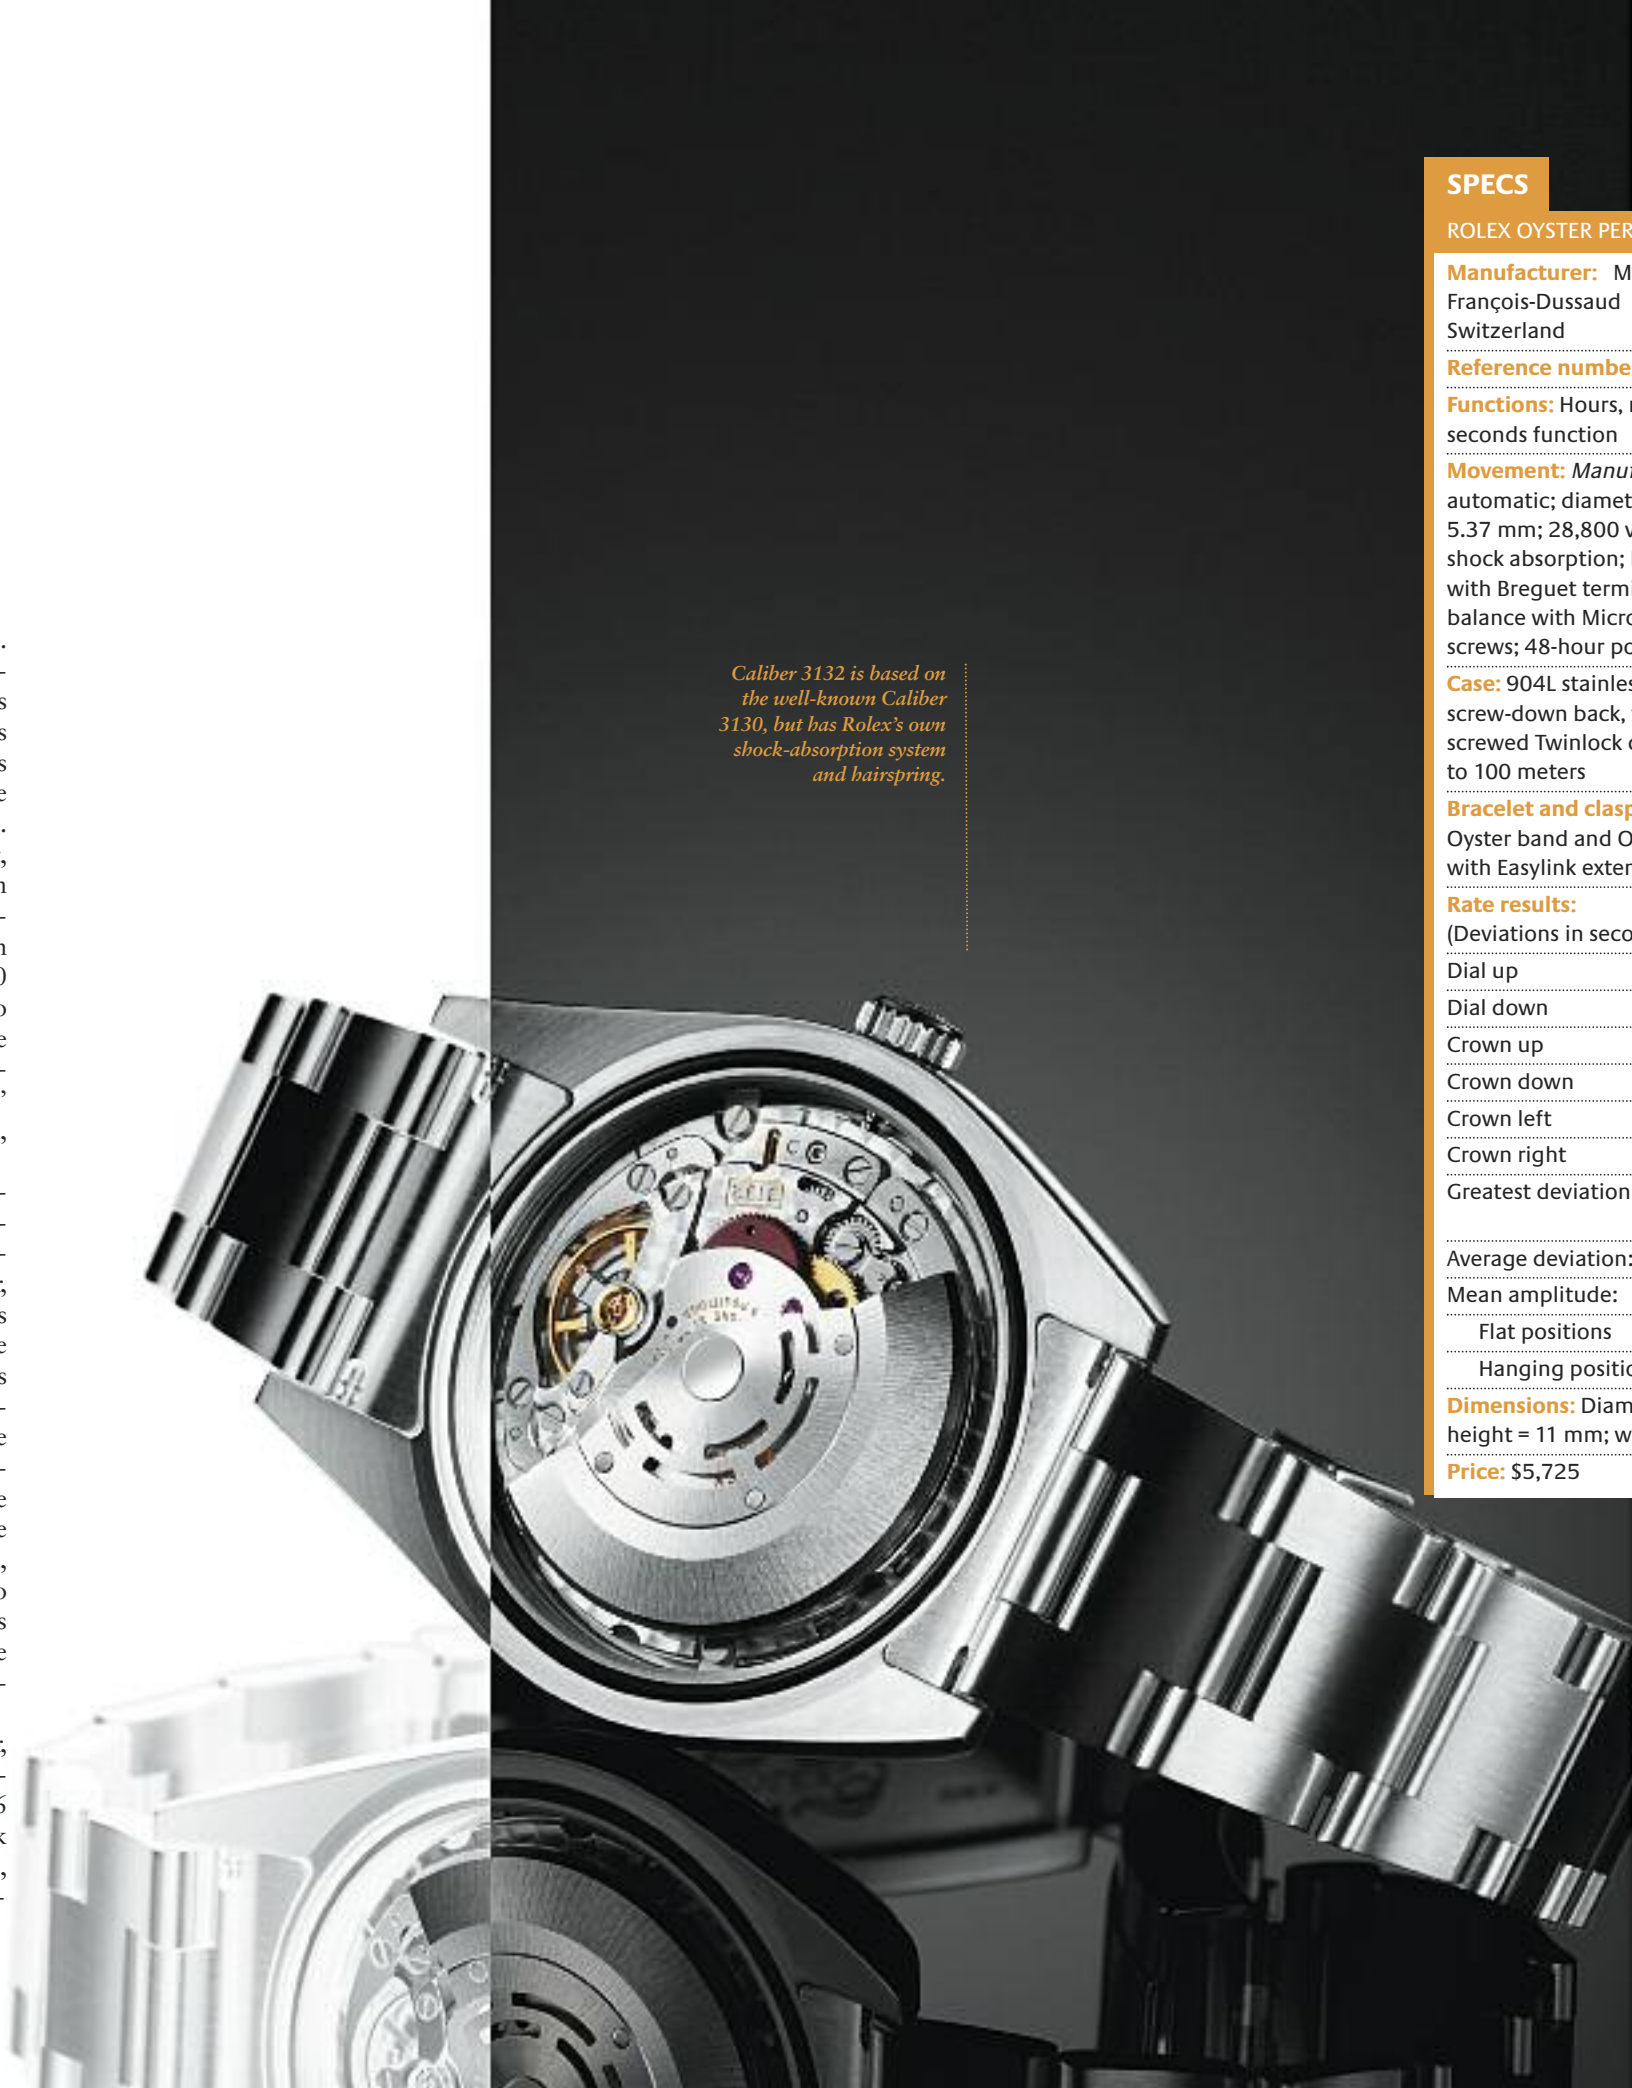 Caliber 3132 is based on
the well-known Caliber
3130, but has Rolex's own
shock-absorption system
and hairspring.
SPECS
ROLEX OYSTER PER
Manufacturer: M
François-Dussaud
Switzerland
Reference numbe
Functions: Hours,
seconds function
Movement: Manuf
automatic; diamet
5.37 mm; 28,800 v
shock absorption;
with Breguet termi
balance with Micro
screws; 48-hour po
Case: 904L stainles
screw-down back,
screwed Twinlock
to 100 meters
Bracelet and clasp
Oyster band and O
with Easylink exter
Rate results:
(Deviations in seco
Dial up
Dial down
Crown up
Crown down
Crown left
Crown right
Greatest deviation
Average deviation:
Mean amplitude:
Flat positions
Hanging positio
Dimensions: Diam
height = 11 mm; w
Price: $5,725